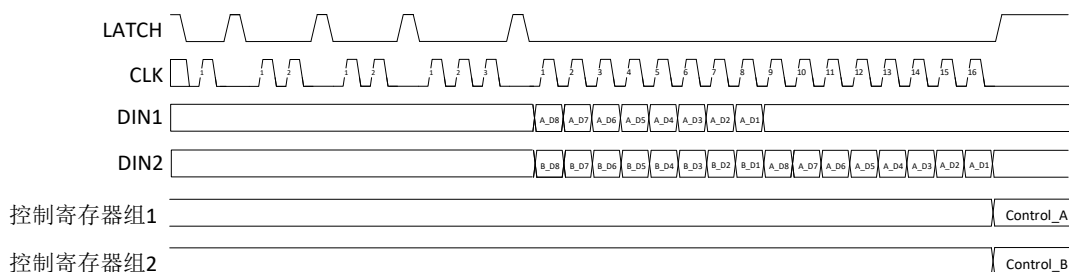 LATCH
CLK 1 1 2 1 2 1 2 3 1 2 3 4 5 6 7 8 9 10 11 12 13 14 15 16
DIN1 A_D8 A_D7 A_D6 A_D5 A_D4 A_D3 A_D2 A_D1
DIN2 B_D8 B_D7 B_D6 B_D5 B_D4 B_D3 B_D2 B_D1 A_D8 A_D7 A_D6 A_D5 A_D4 A_D3 A_D2 A_D1
控制寄存器组1 Control_A
控制寄存器组2 Control_B